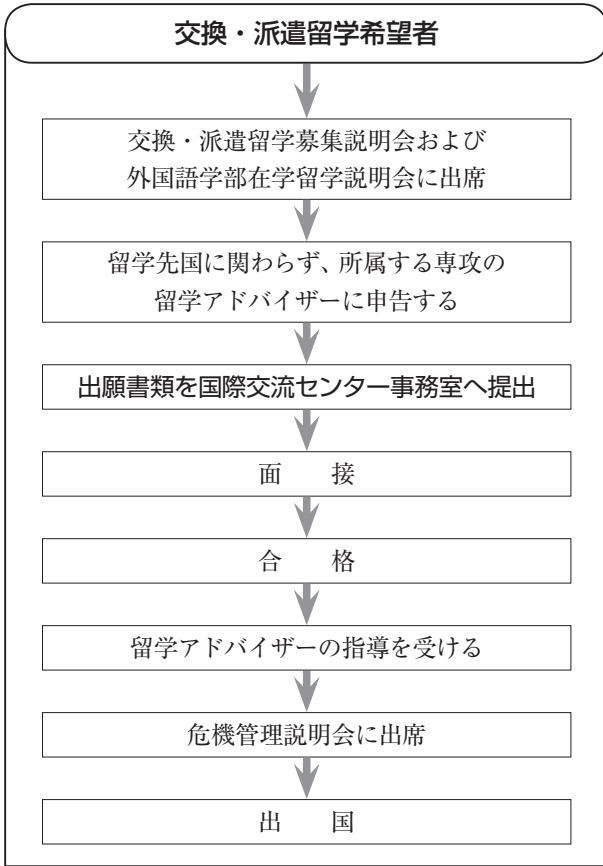 交換・派遣留学希望者
交換・派遣留学募集説明会および
外国語学部在学留学説明会に出席
留学先国に関わらず、所属する専攻の
留学アドバイザーに申告する
出願書類を国際交流センター事務室へ提出
面　　接
合　　格
留学アドバイザーの指導を受ける
危機管理説明会に出席
出　　国